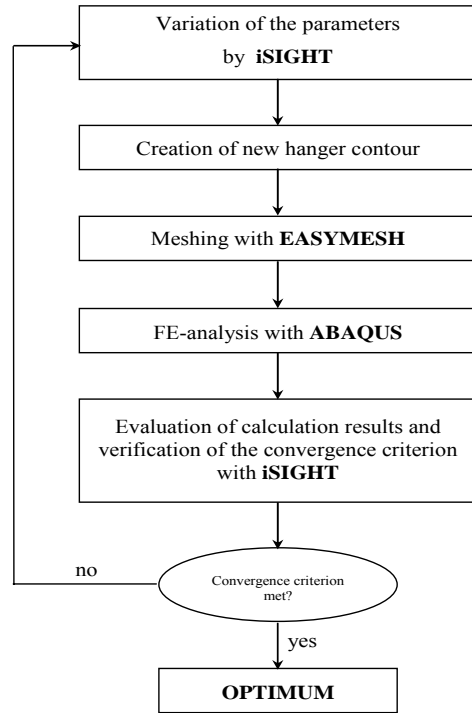 Variation of the parameters
by iSIGHT
Creation of new hanger contour
Meshing with EASYMESH
FE-analysis with ABAQUS
Evaluation of calculation results and
verification of the convergence criterion
with iSIGHT
no
Convergence criterion
met?
yes
OPTIMUM